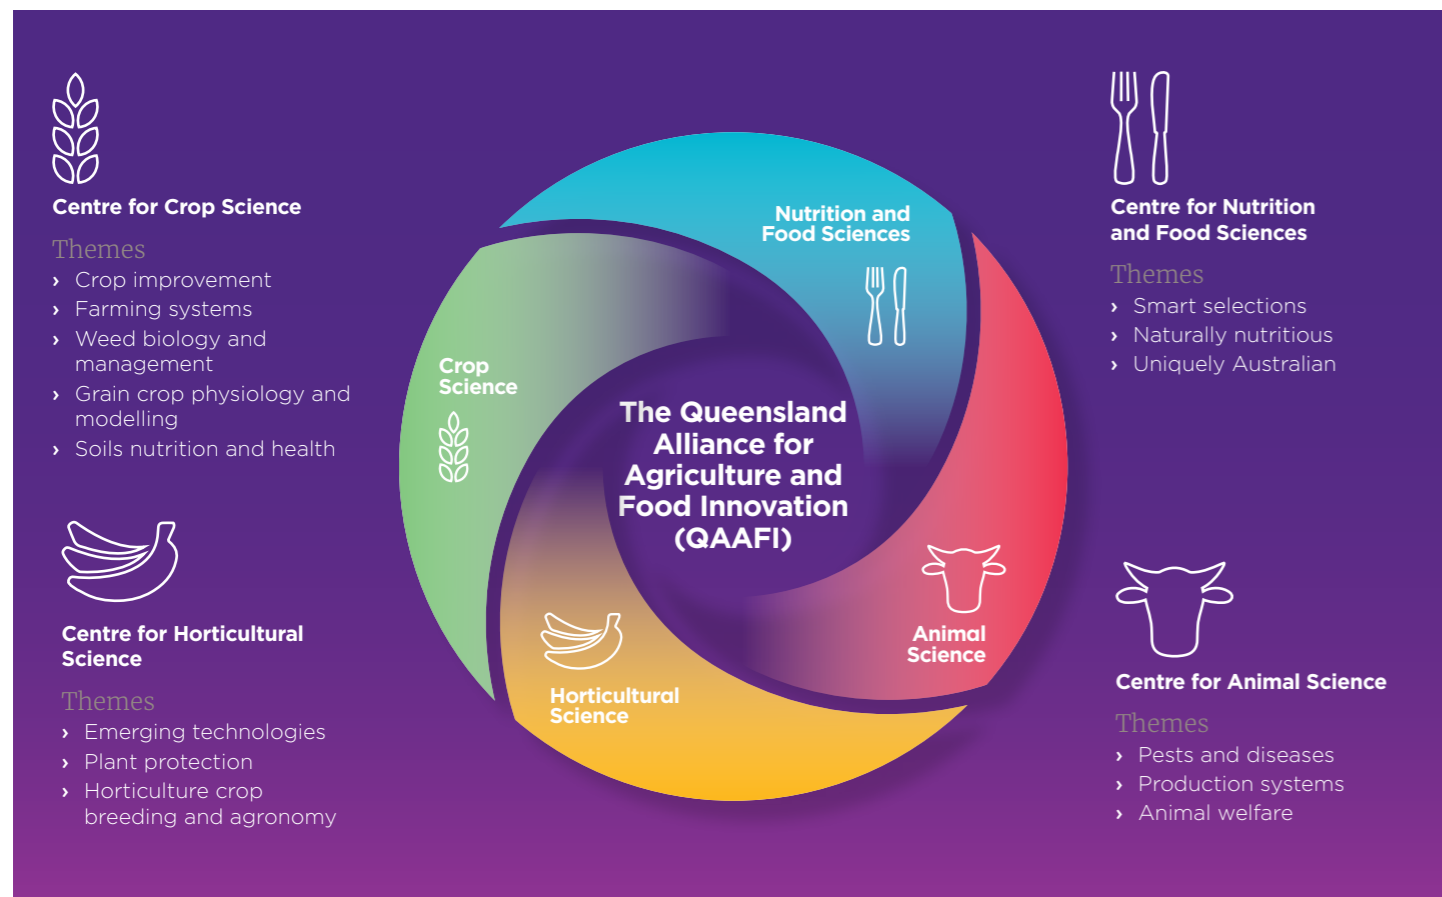 Centre for Crop Science
Themes
› Crop improvement
› Farming systems
› Weed biology and
management
› Grain crop physiology and
modelling
› Soils nutrition and health
Centre for Horticultural
Science
Themes
› Emerging technologies
› Plant protection
› Horticulture crop
breeding and agronomy
Nutrition and
Food Sciences
Crop
Science
The Queensland
Alliance for
Agriculture and
Food Innovation
(QAAFI)
Animal
Science
Horticultural
Science
Centre for Nutrition
and Food Sciences
Themes
› Smart selections
› Naturally nutritious
› Uniquely Australian
Centre for Animal Science
Themes
› Pests and diseases
› Production systems
› Animal welfare